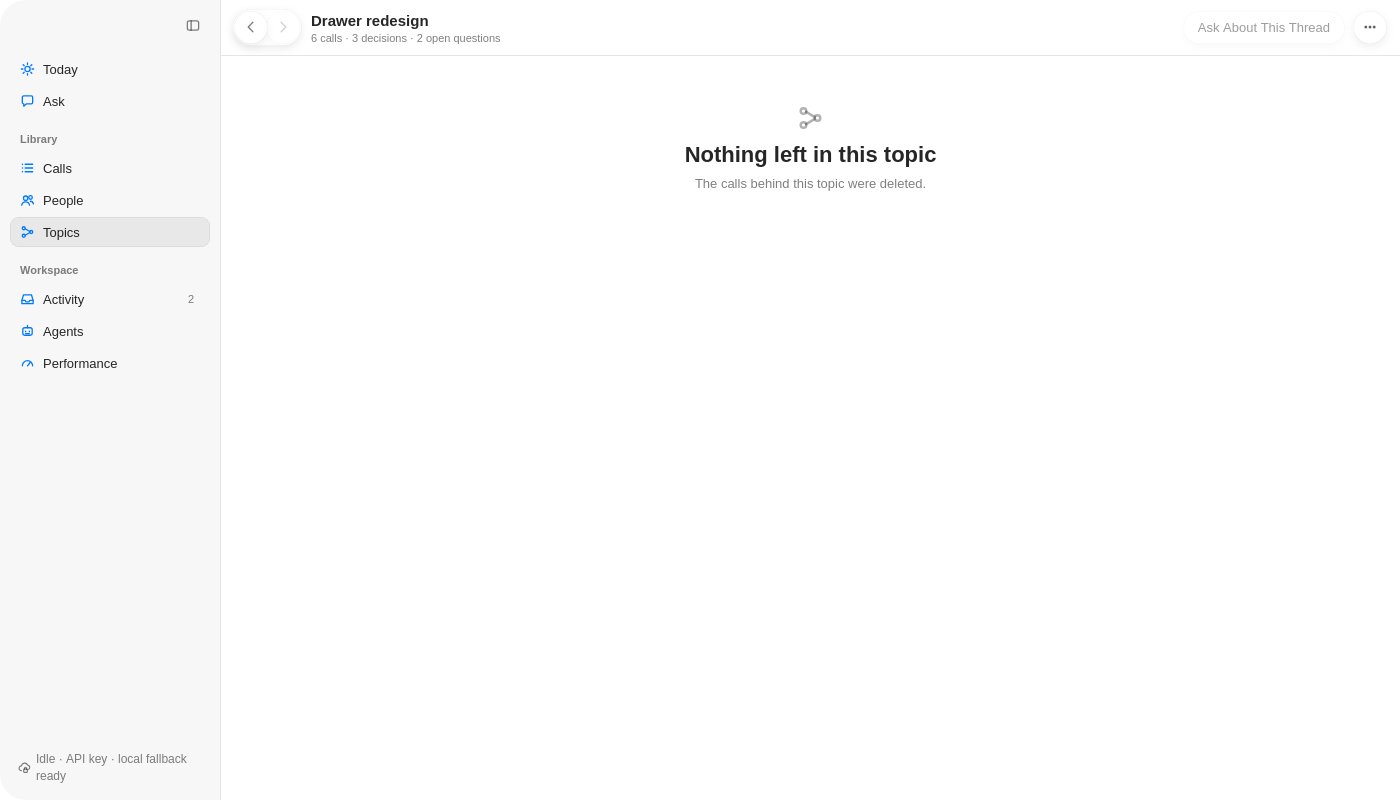 Drawer redesign
6 calls · 3 decisions · 2 open questions
Ask About This Thread
Today
Ask
Library
Calls
People
Topics
Workspace
Activity 2
Agents
Performance
Nothing left in this topic
The calls behind this topic were deleted.
Idle · API key · local fallback
ready